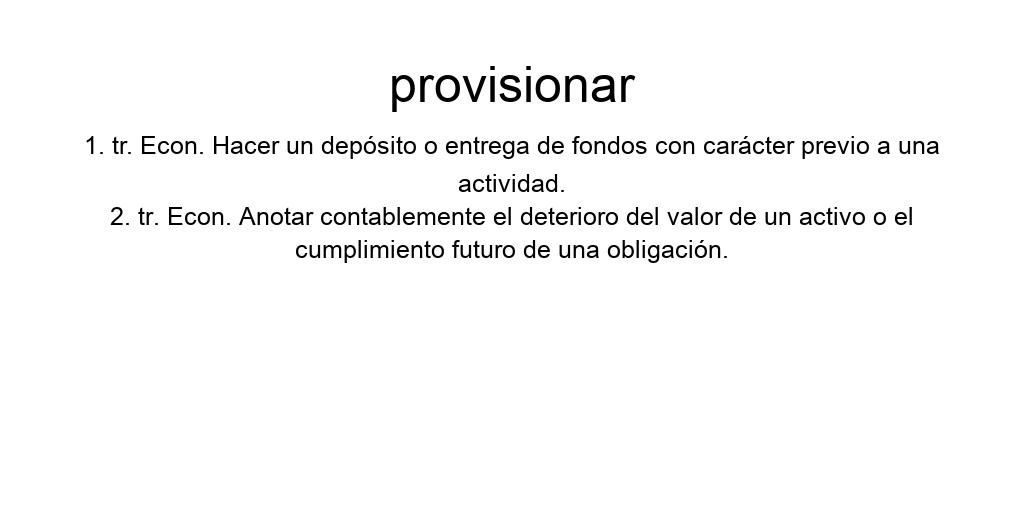 provisionar
1. tr. Econ. Hacer un depósito o entrega de fondos con carácter previo a una
actividad.
2. tr. Econ. Anotar contablemente el deterioro del valor de un activo o el
cumplimiento futuro de una obligación.